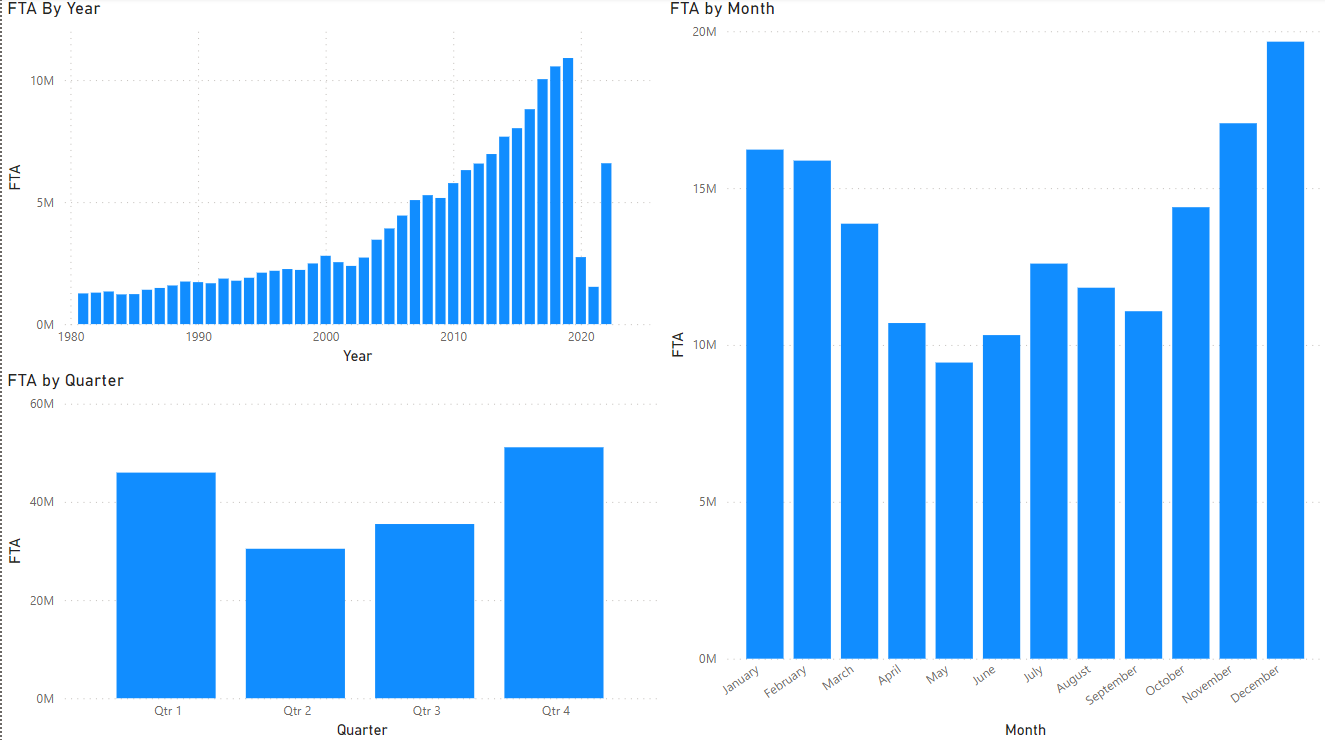 FTA By Year
FTA
10M
5M
0M
1980 1990 2000 2010 2020
Year
FTA by Quarter
FTA
60M
40M
20M
0M
Qtr 1 Qtr 2 Qtr 3 Qtr 4
Quarter
FTA by Month
FTA
20M
15M
10M
5M
0M
January February March April May June July August September October November December
Month